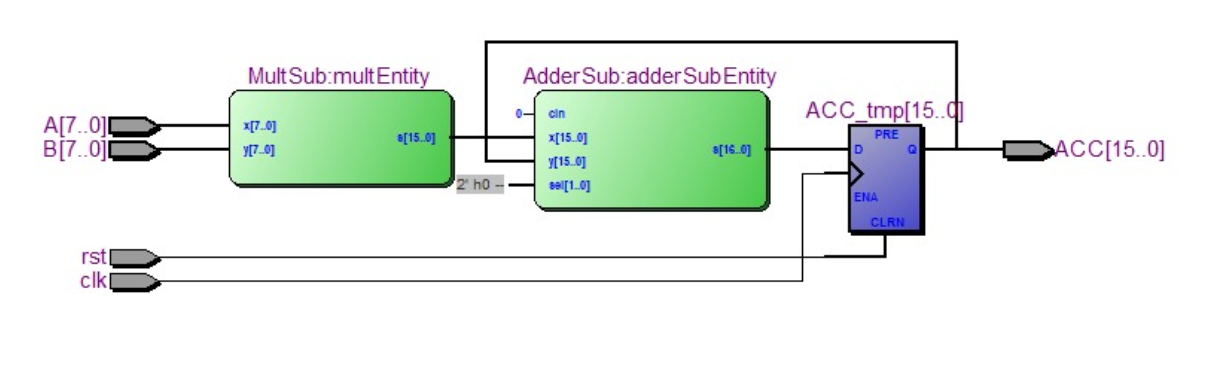 MultSub:multEntity
AdderSub:adderSubEntity
ACC_tmp[15..0]
A[7..0]
B[7..0]
x[7..0]
y[7..0]
s[15..0]
0
cin
x[15..0]
y[15..0]
2' h0 --
sel[1..0]
s[16..0]
PRE
D
Q
ENA
CLRN
ACC[15..0]
rst
clk